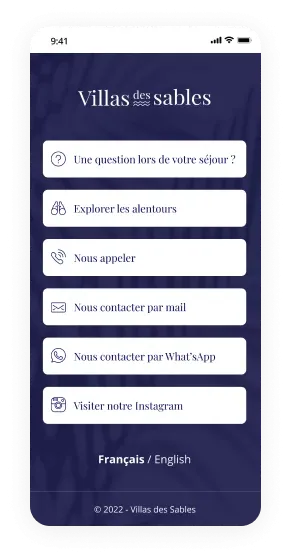 9:41
Villas des sables
Une question lors de votre séjour ?
Explorer les alentours
Nous appeler
Nous contacter par mail
Nous contacter par What'sApp
Visiter notre Instagram
Français / English
© 2022 - Villas des Sables